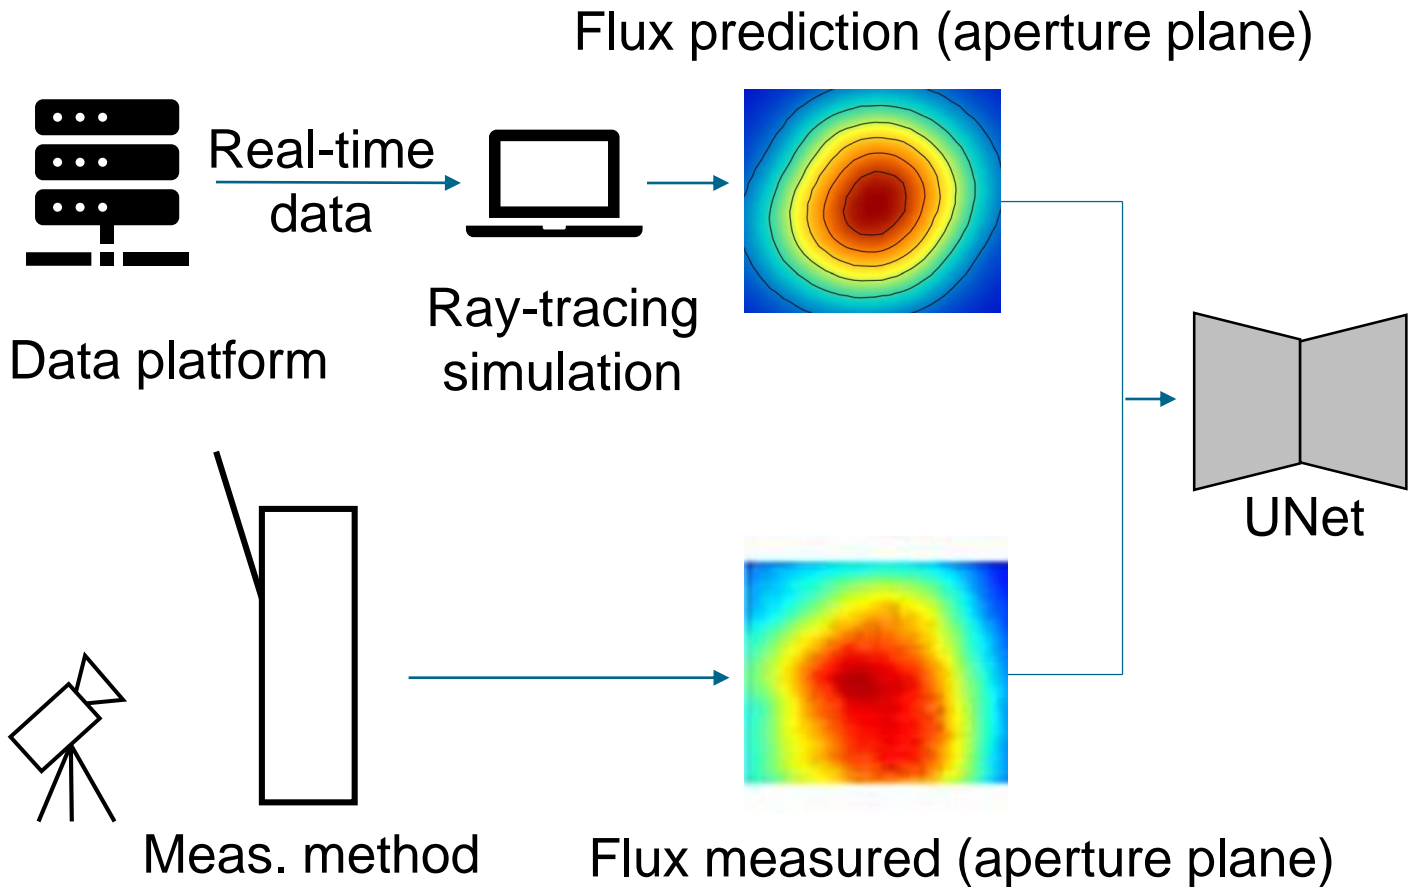 Flux prediction (aperture plane)
Real-time
data
Ray-tracing
simulation
Data platform
UNet
Meas. method
Flux measured (aperture plane)